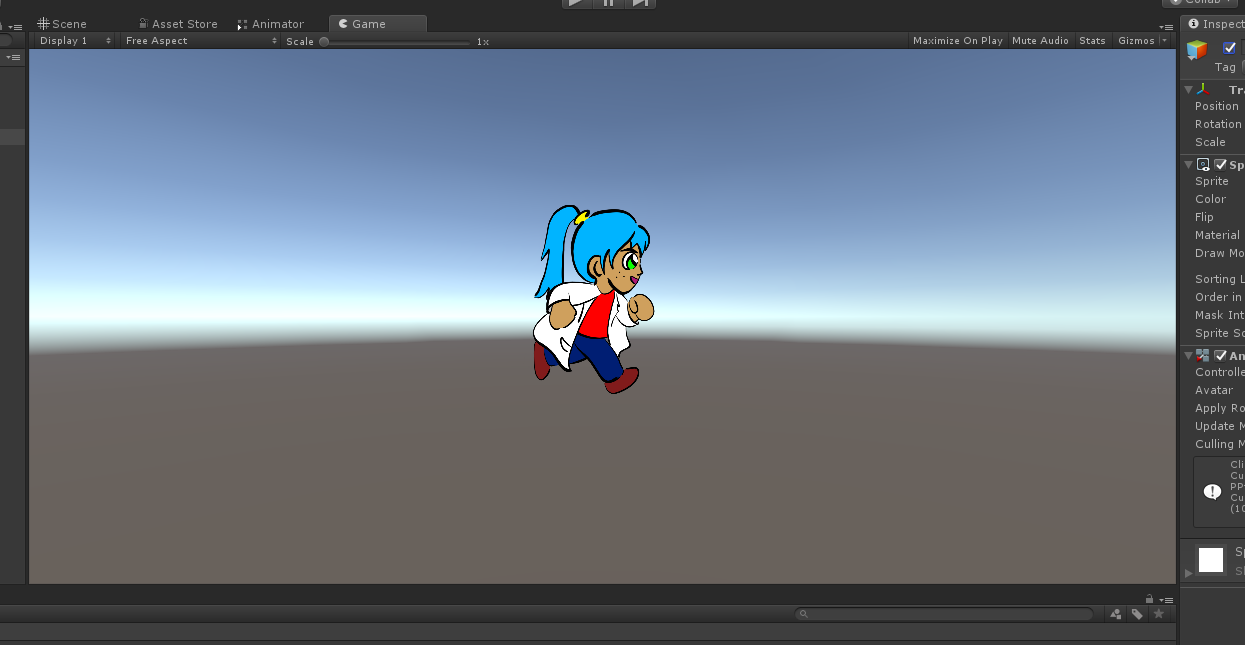 Collab
Scene
Asset Store
Animator
Game
Inspect
Display 1
Free Aspect
Scale
1x
Maximize On Play
Mute Audio
Stats
Gizmos
Tag
Tr
Position
Rotation
Scale
Sp
Sprite
Color
Flip
Material
Draw Mo
Sorting L
Order in
Mask Int
Sprite So
An
Controlle
Avatar
Apply Ro
Update M
Culling M
Cli
Cu
PP
Cu
(10
Sp